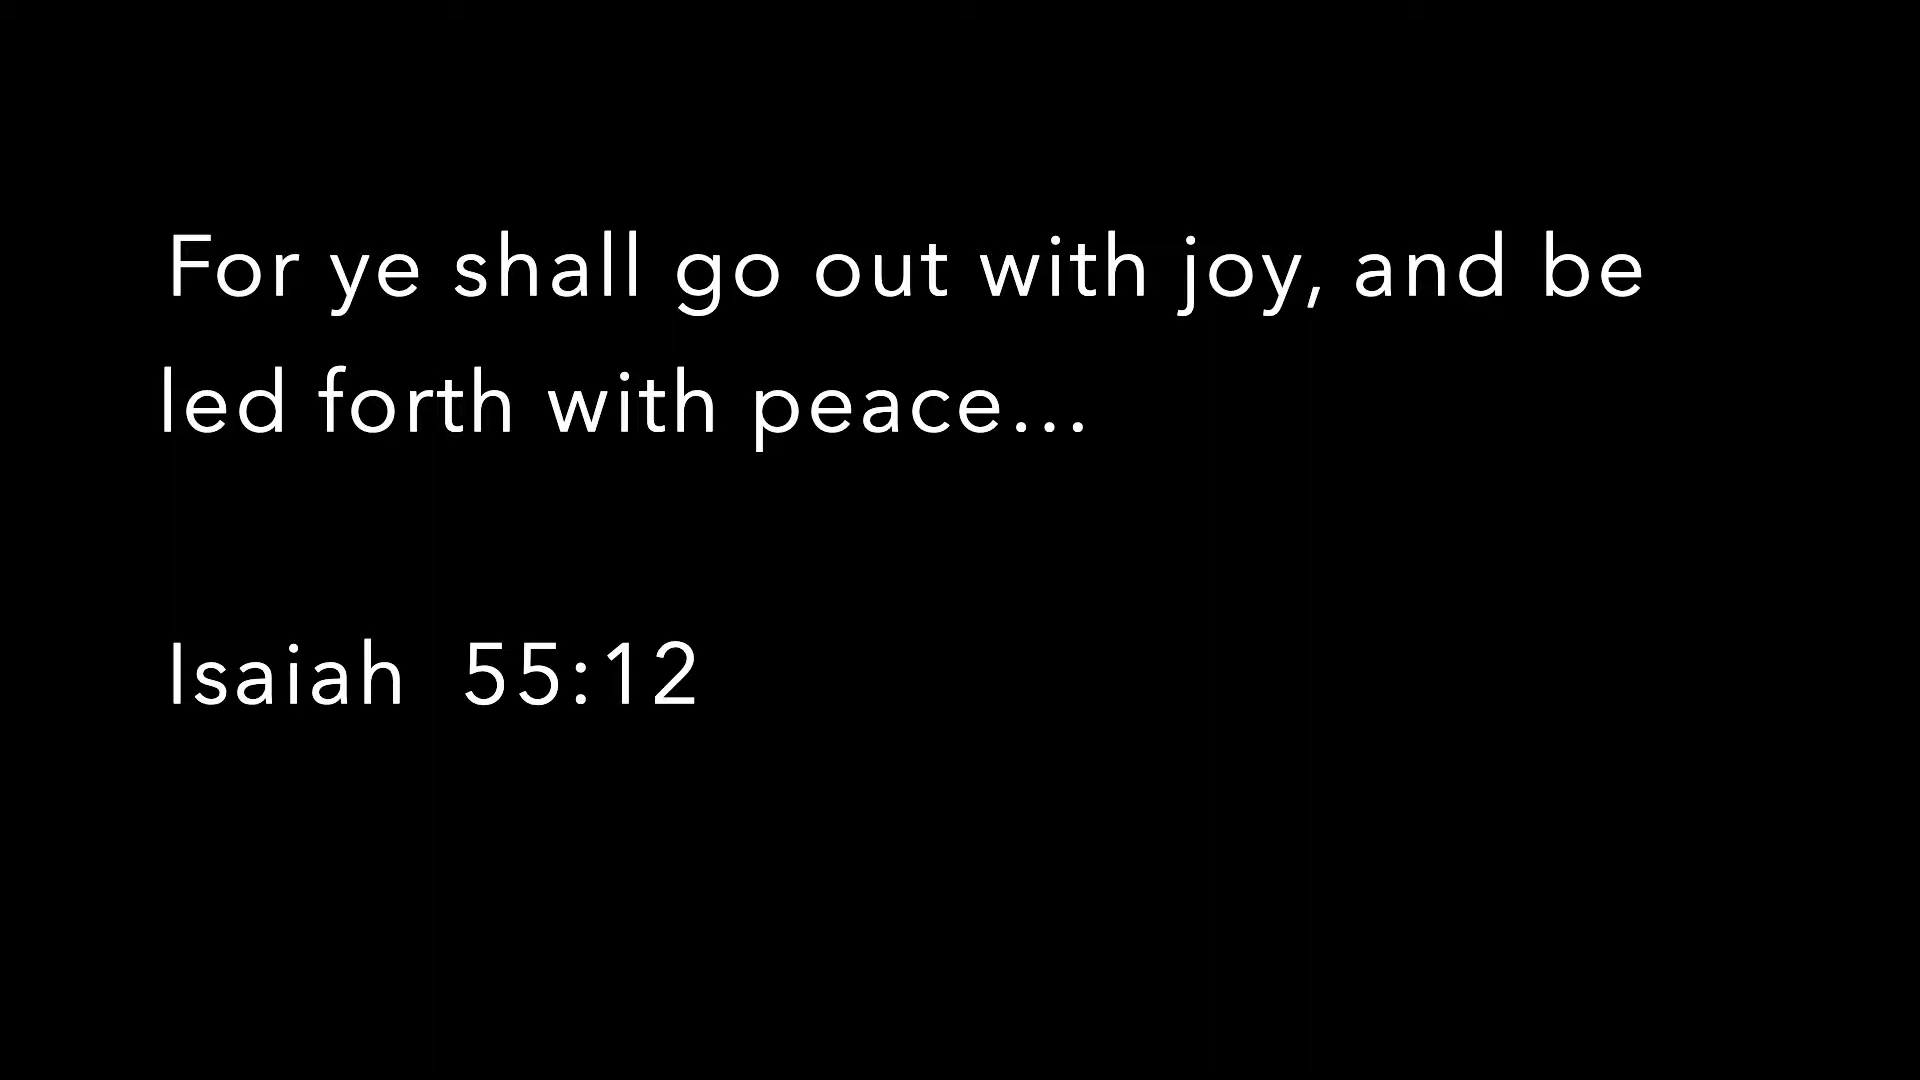 For ye shall go out with joy, and be
led forth with peace...
Isaiah 55:12